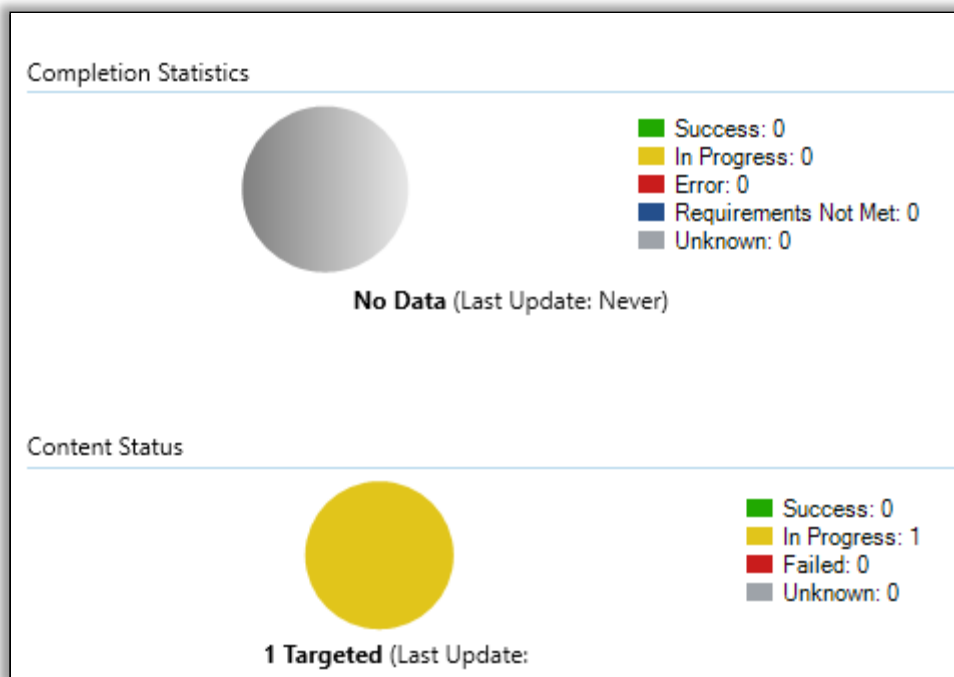 Completion Statistics
Success: 0
In Progress: 0
Error: 0
Requirements Not Met: 0
Unknown: 0
No Data (Last Update: Never)
Content Status
Success: 0
In Progress: 1
Failed: 0
Unknown: 0
1 Targeted (Last Update: